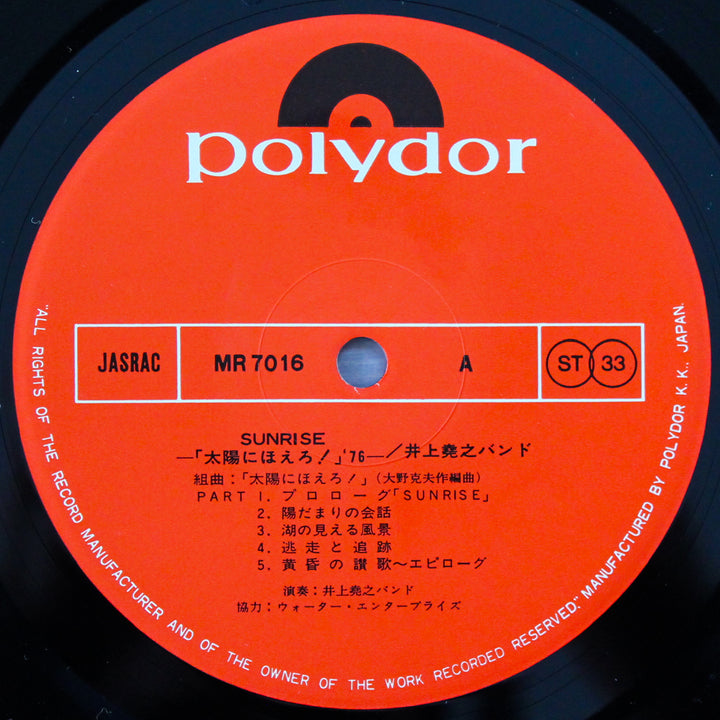 polydor
JASRAC MR 7016 A ST 33
SUNRISE
—「太陽にほえろ!」'76—/井上堯之バンド
組曲:「太陽にほえろ!」(大野克夫作編曲)
PART 1. プロローグ「SUNRISE」
2. 陽だまりの会話
3. 湖の見える風景
4. 逃走と追跡
5. 黄昏の讃歌〜エピローグ
演奏:井上堯之バンド
協力:ウォーター・エンタープライズ
"ALL RIGHTS OF THE RECORD MANUFACTURER AND OF THE OWNER OF THE WORK RECORDED RESERVED." MANUFACTURED BY POLYDOR K.K., JAPAN.